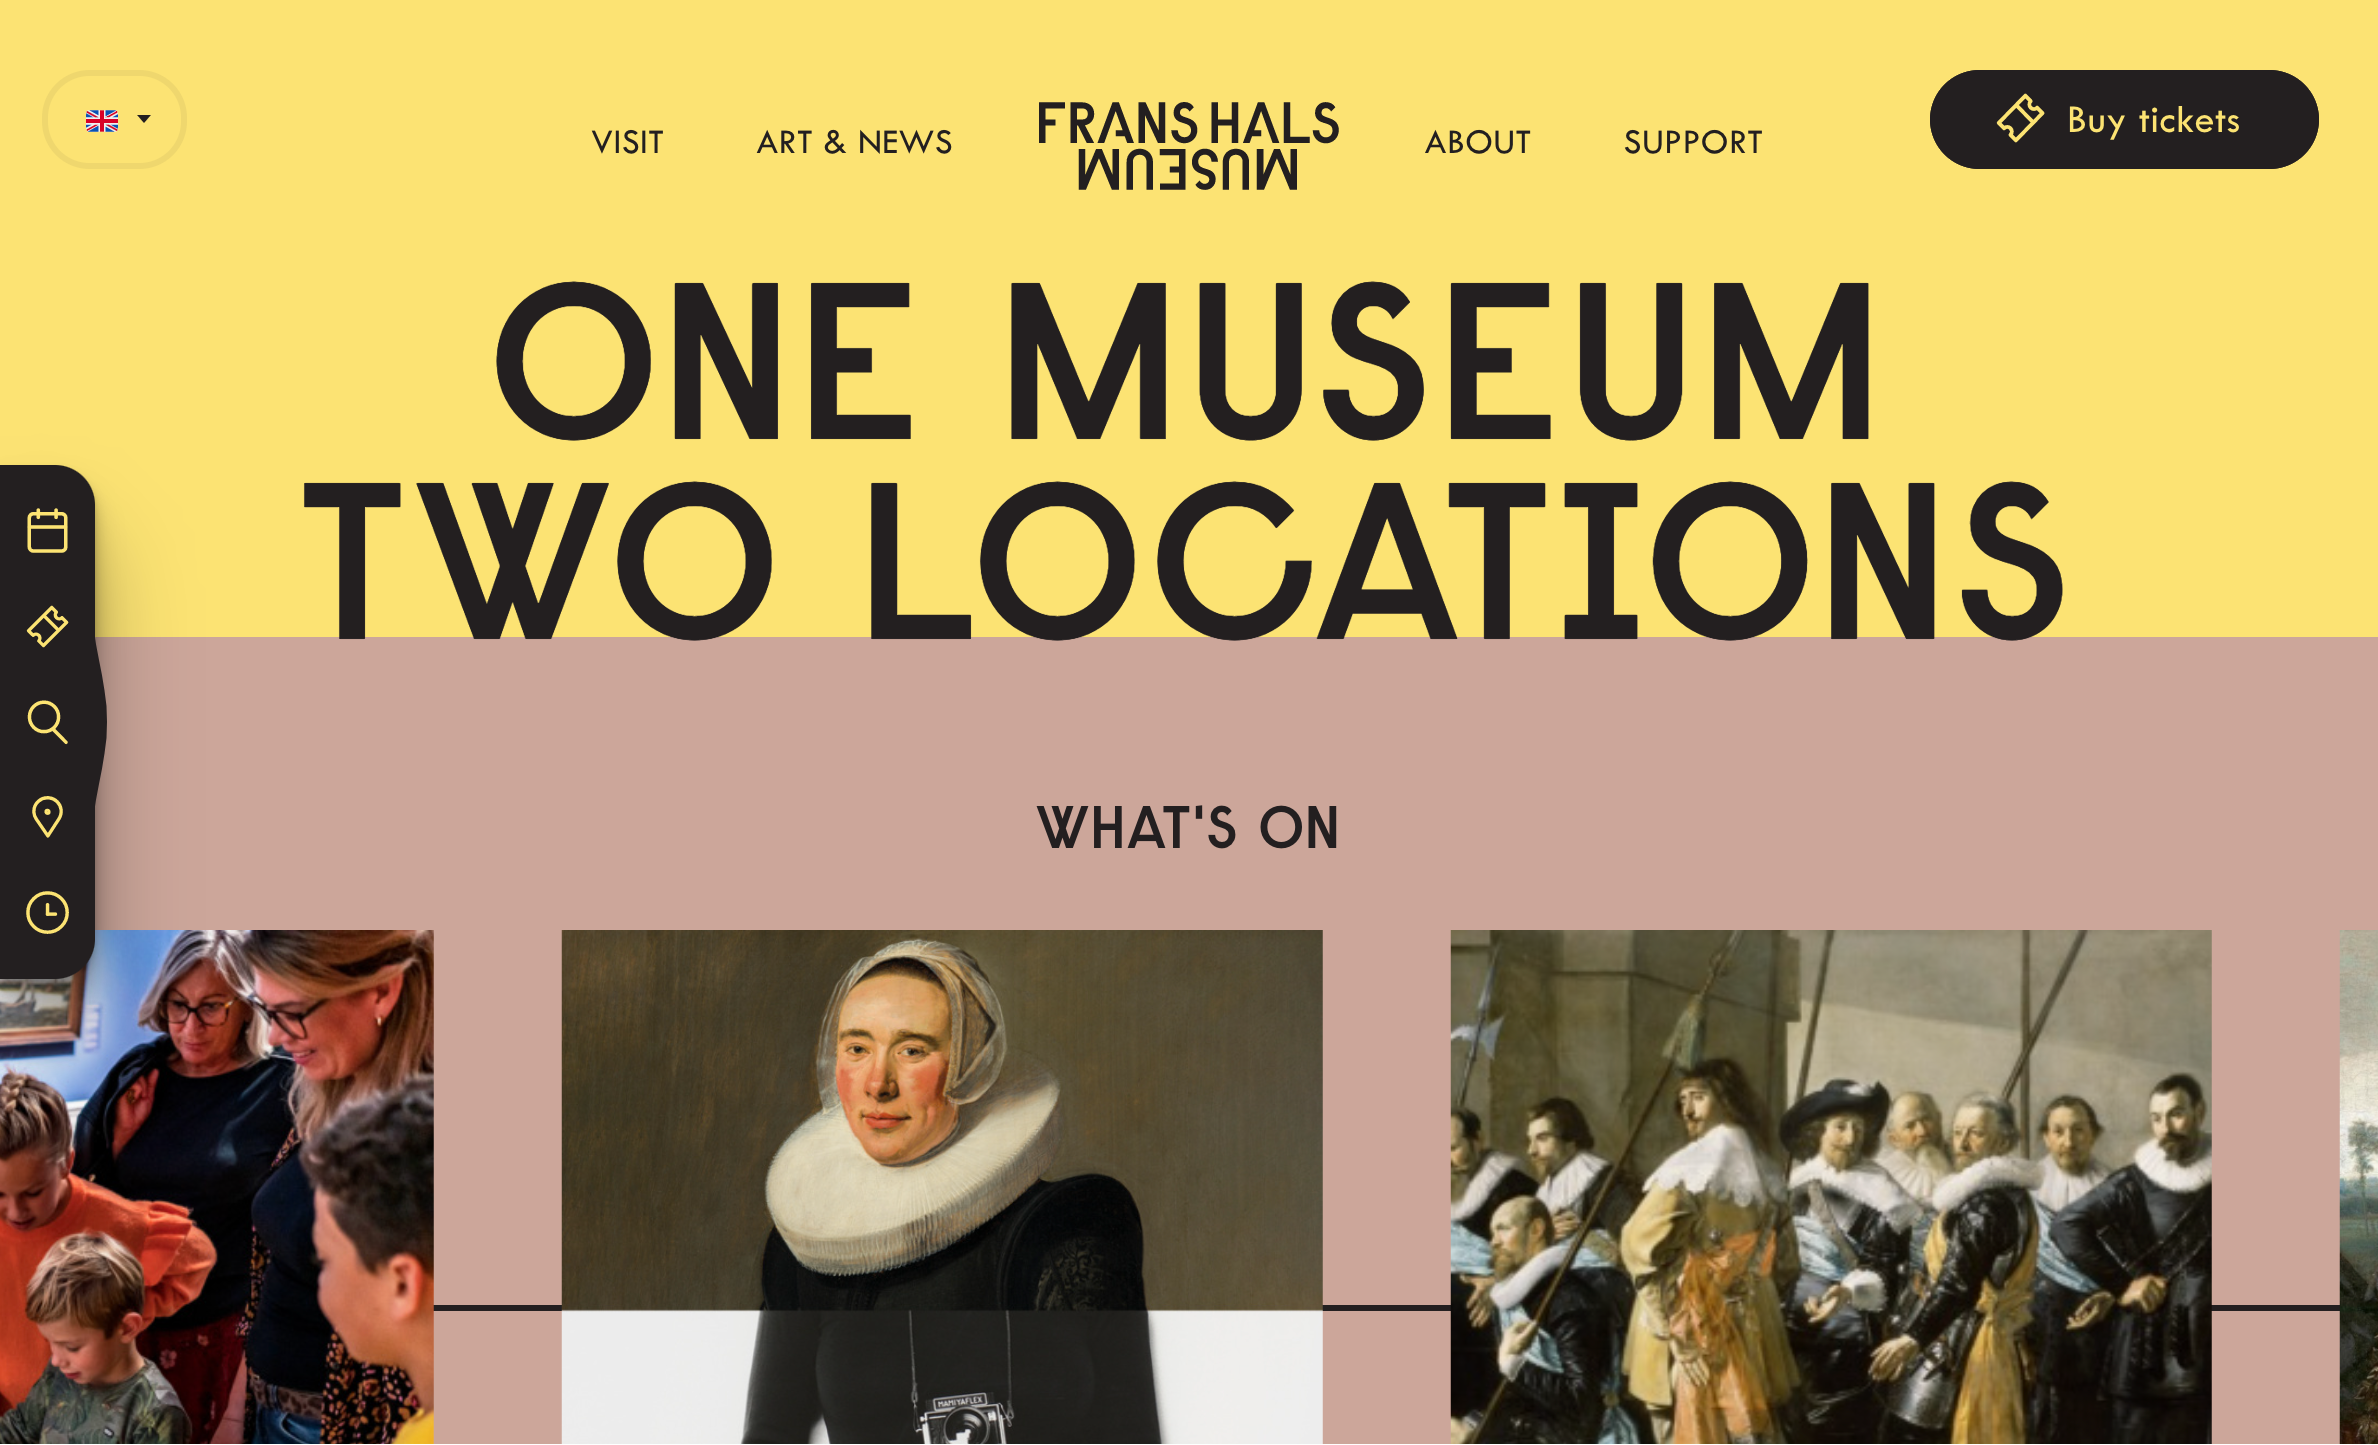 VISIT
ART & NEWS
FRANS HALS
MUSEUM
ABOUT
SUPPORT
Buy tickets
ONE MUSEUM
TWO LOCATIONS
WHAT'S ON
MAMIYAFLEX